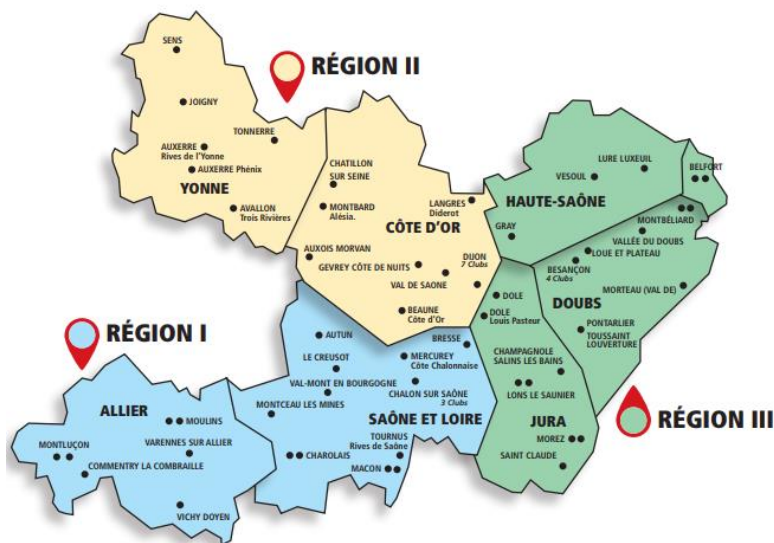 RÉGION II
SENS
JOIGNY
TONNERRE
AUXERRE
Rives de l'Yonne
AUXERRE Phénix
YONNE
AVALLON
Trois Rivières
CHATILLON
SUR SEINE
MONTBARD
Alésia.
LANGRES
Diderot
CÔTE D'OR
AUXOIS MORVAN
GEVREY CÔTE DE NUITS
DIJON
7 Clubs
VAL DE SAONE
BEAUNE
Côte d'Or
LURE LUXEUIL
VESOUL
BELFORT
HAUTE-SAÔNE
GRAY
MONTBÉLIARD
VALLÉE DU DOUBS
LOUE ET PLATEAU
BESANÇON
4 Clubs
MORTEAU (VAL DE)
DOUBS
PONTARLIER
TOUSSAINT
LOUVERTURE
DOLE
DOLE
Louis Pasteur
CHAMPAGNOLE
SALINS LES BAINS
LONS LE SAUNIER
JURA
MOREZ
SAINT CLAUDE
RÉGION III
RÉGION I
AUTUN
BRESSE
LE CREUSOT
MERCUREY
Côte Chalonnaise
VAL-MONT EN BOURGOGNE
CHALON SUR SAÔNE
3 Clubs
MONTCEAU LES MINES
SAÔNE ET LOIRE
TOURNUS
Rives de Saône
CHAROLAIS
MACON
ALLIER
MOULINS
MONTLUÇON
VARENNES SUR ALLIER
COMMENTRY LA COMBRAILLE
VICHY DOYEN